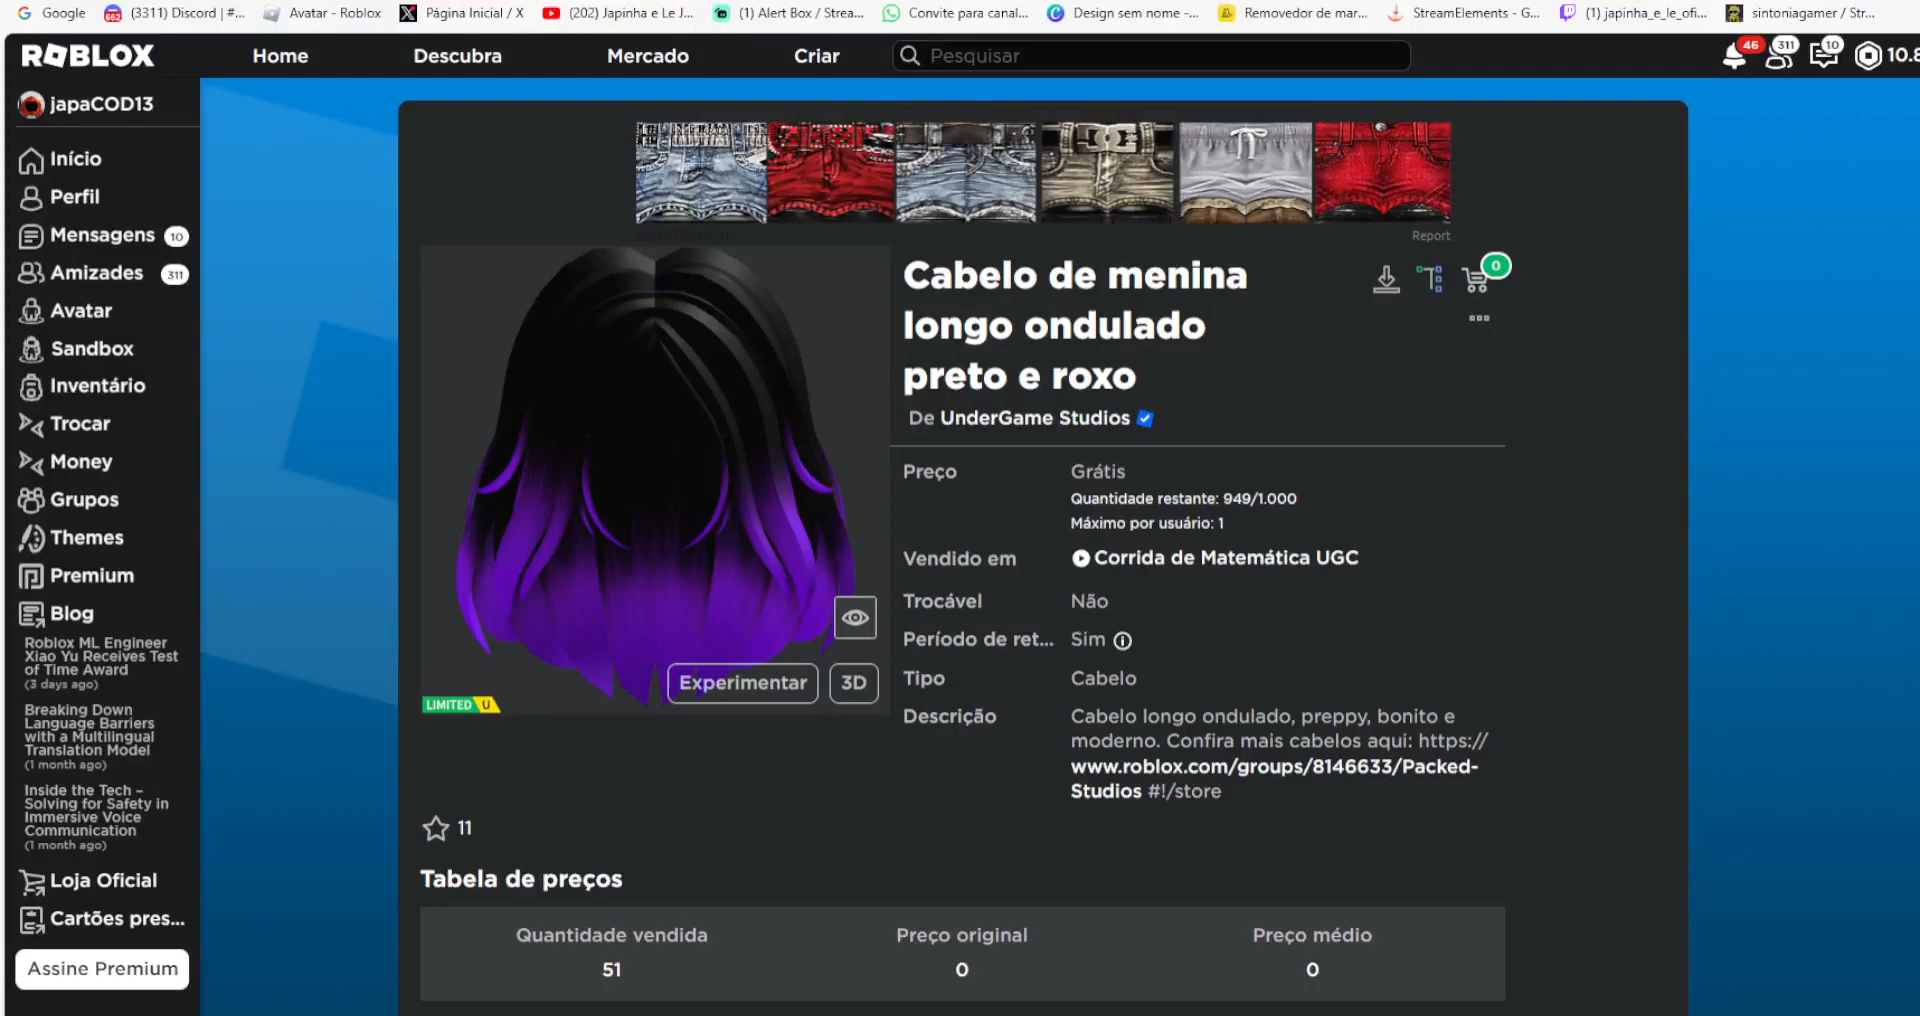 Google
662
(3311) Discord | #...
Avatar - Roblox
Página Inicial / X
(202) Japinha e Le J...
(1) Alert Box / Strea...
Convite para canal...
Design sem nome -...
Removedor de mar...
StreamElements - G...
(1) japinha_e_le_ofi...
sintoniagamer / Str...
ROBLOX
Home
Descubra
Mercado
Criar
Pesquisar
46
311
10
10.8
japaCOD13
Início
Perfil
Mensagens 10
Amizades 311
Avatar
Sandbox
Inventário
Trocar
Money
Grupos
Themes
Premium
Blog
Roblox ML Engineer
Xiao Yu Receives Test
of Time Award
(3 days ago)
Breaking Down
Language Barriers
with a Multilingual
Translation Model
(1 month ago)
Inside the Tech –
Solving for Safety in
Immersive Voice
Communication
(1 month ago)
Loja Oficial
Cartões pres...
Assine Premium
ADVERTISEMENT
Report
Experimentar
3D
LIMITED U
Cabelo de menina
longo ondulado
preto e roxo
0
De UnderGame Studios
Preço Grátis
Quantidade restante: 949/1.000
Máximo por usuário: 1
Vendido em Corrida de Matemática UGC
Trocável Não
Período de ret... Sim
Tipo Cabelo
Descrição Cabelo longo ondulado, preppy, bonito e
moderno. Confira mais cabelos aqui: https://
www.roblox.com/groups/8146633/Packed-
Studios #!/store
11
Tabela de preços
Quantidade vendida Preço original Preço médio
51 0 0